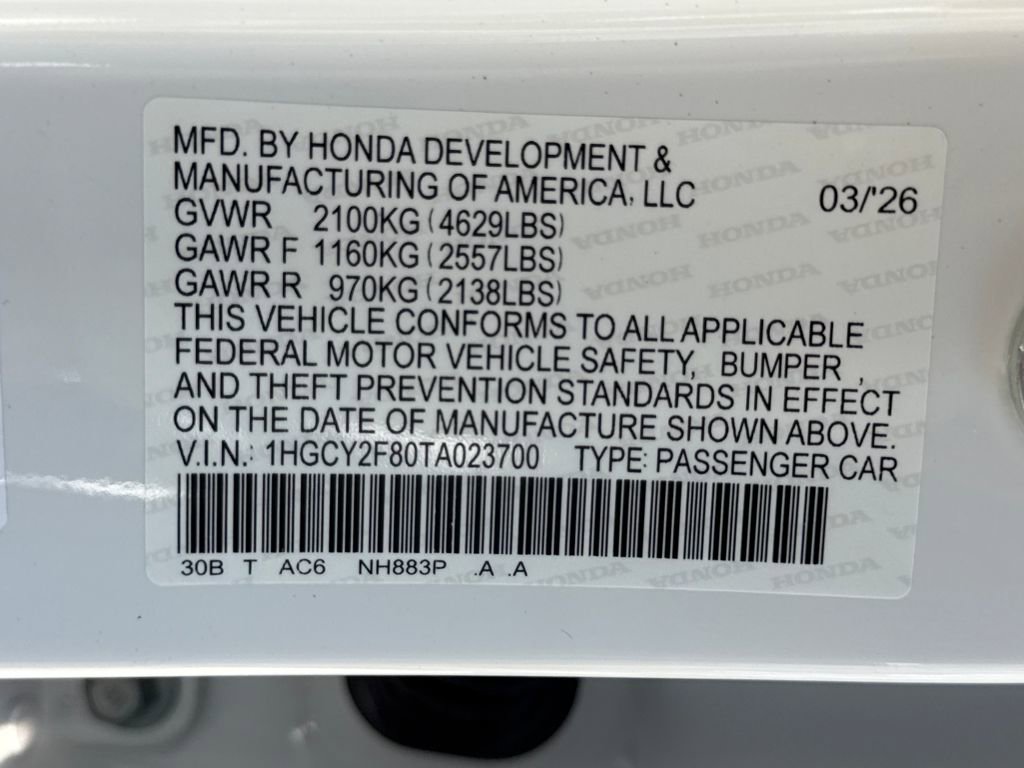 MFD. BY HONDA DEVELOPMENT &
MANUFACTURING OF AMERICA, LLC 03/'26
GVWR 2100KG (4629LBS)
GAWR F 1160KG (2557LBS)
GAWR R 970KG (2138LBS)
THIS VEHICLE CONFORMS TO ALL APPLICABLE
FEDERAL MOTOR VEHICLE SAFETY, BUMPER ,
AND THEFT PREVENTION STANDARDS IN EFFECT
ON THE DATE OF MANUFACTURE SHOWN ABOVE.
V.I.N.: 1HGCY2F80TA023700 TYPE: PASSENGER CAR
30B T AC6 NH883P .A .A